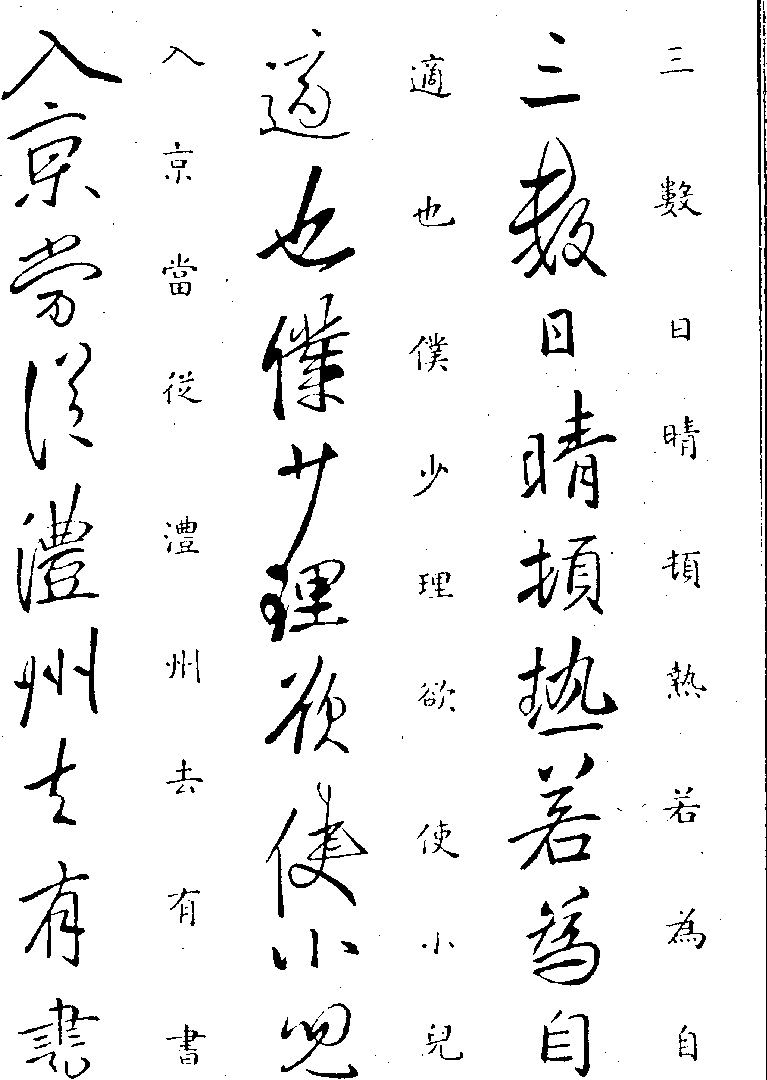 三數日晴頓熱若為自
三數日晴頓熱若為自
適也僕少理欲使小兒
適也僕少理欲使小兒
入京當從澧州去有書
入京當從澧州去有書